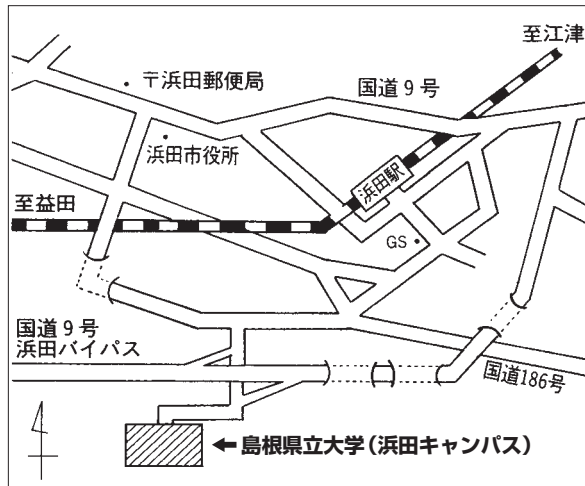 至江津
〒浜田郵便局
国道9号
浜田市役所
浜田駅
至益田
GS
国道9号
浜田バイパス
国道186号
←島根県立大学(浜田キャンパス)